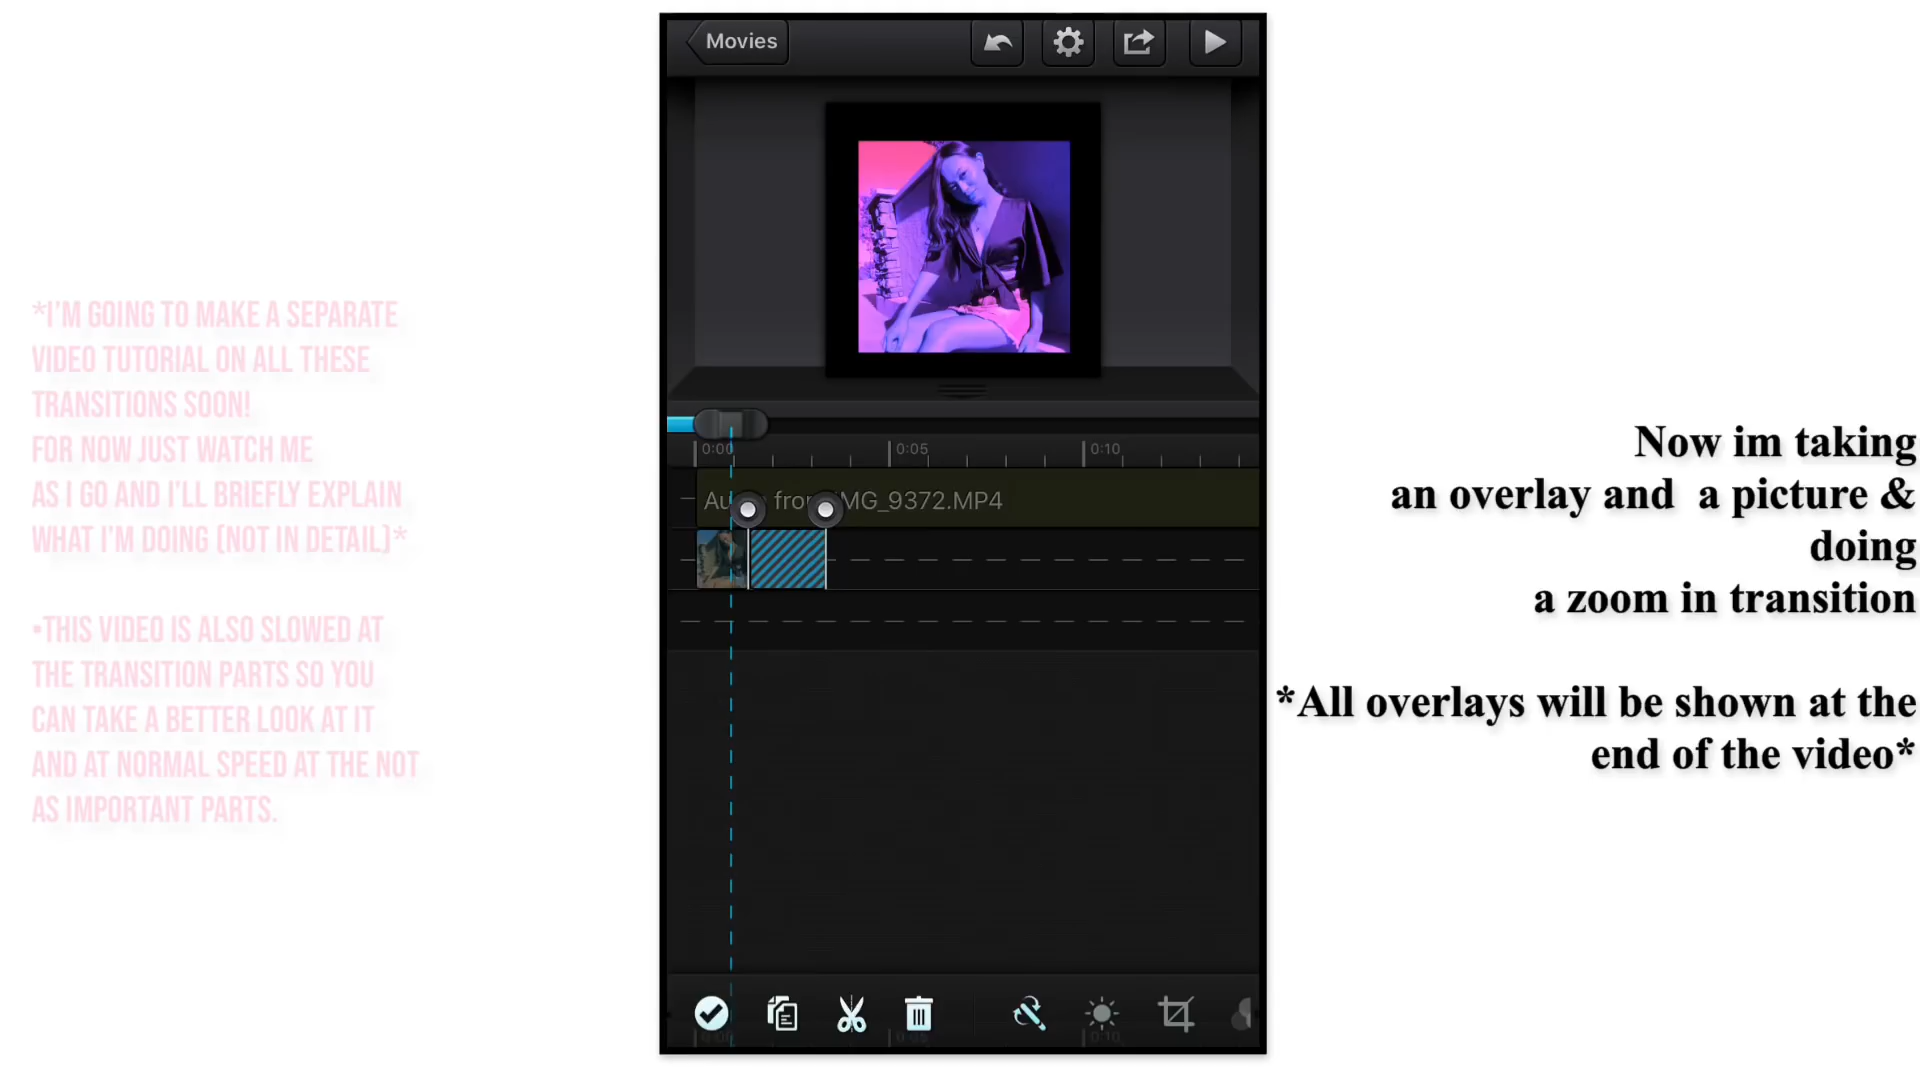 Movies
*I'M GOING TO MAKE A SEPARATE
VIDEO TUTORIAL ON ALL THESE
TRANSITIONS SOON!
FOR NOW JUST WATCH ME
AS I GO AND I'LL BRIEFLY EXPLAIN
WHAT I'M DOING (NOT IN DETAIL)*
•THIS VIDEO IS ALSO SLOWED AT
THE TRANSITION PARTS SO YOU
CAN TAKE A BETTER LOOK AT IT
AND AT NORMAL SPEED AT THE NOT
AS IMPORTANT PARTS.
0:00
0:05
0:10
MG_9372.MP4
Now im taking
an overlay and a picture &
doing
a zoom in transition
*All overlays will be shown at the
end of the video*
0:10